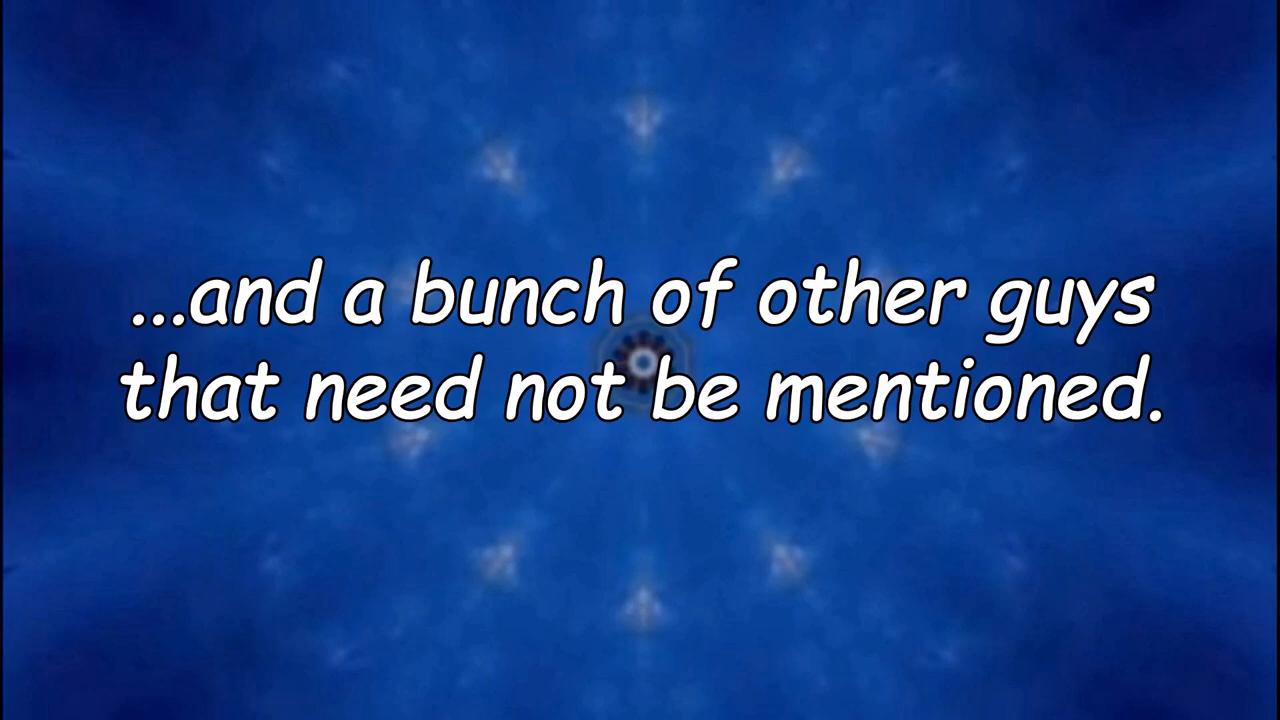 ...and a bunch of other guys
that need not be mentioned.